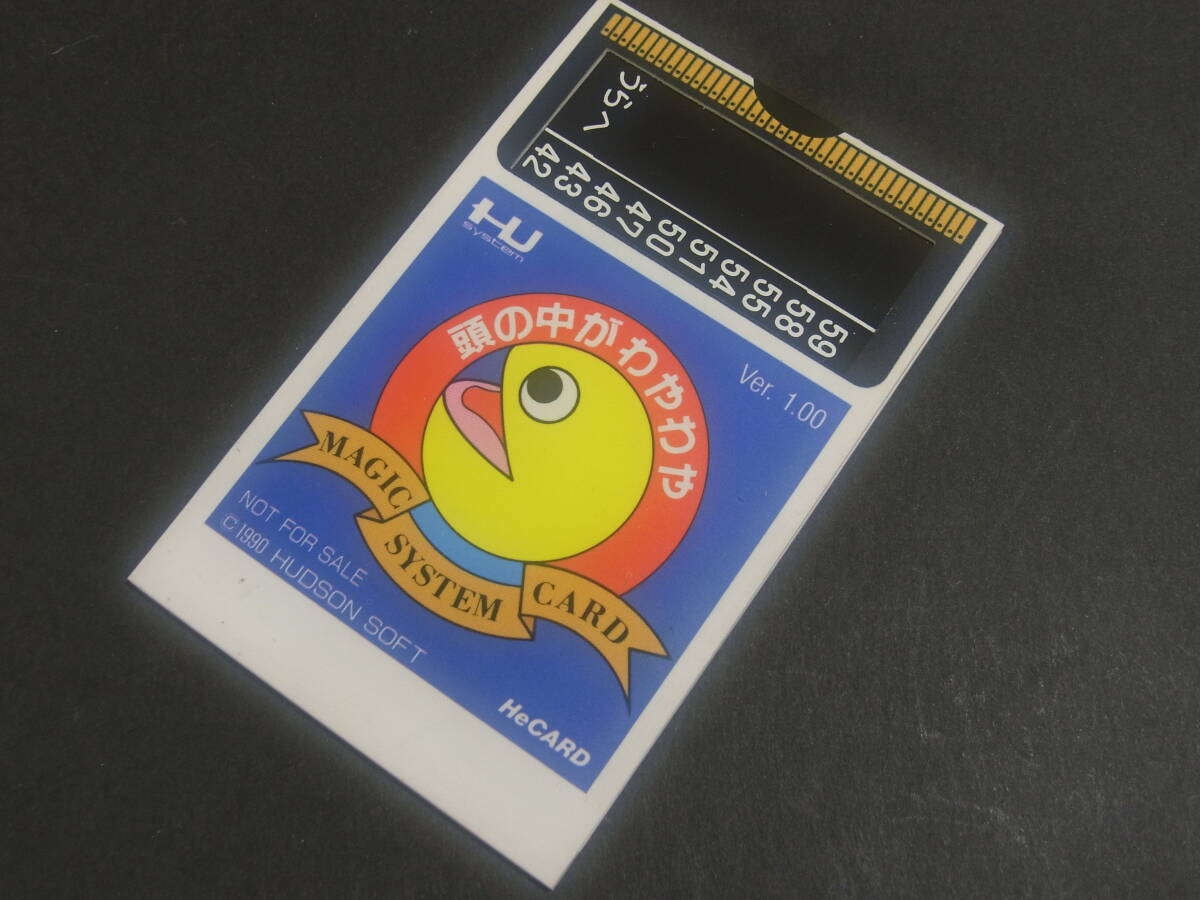 うらへ
42 43 46 47 50 51 54 55 58 59
HU
system
Ver. 1.00
頭の中がわやわや
MAGIC SYSTEM CARD
NOT FOR SALE
©1990 HUDSON SOFT
HeCARD